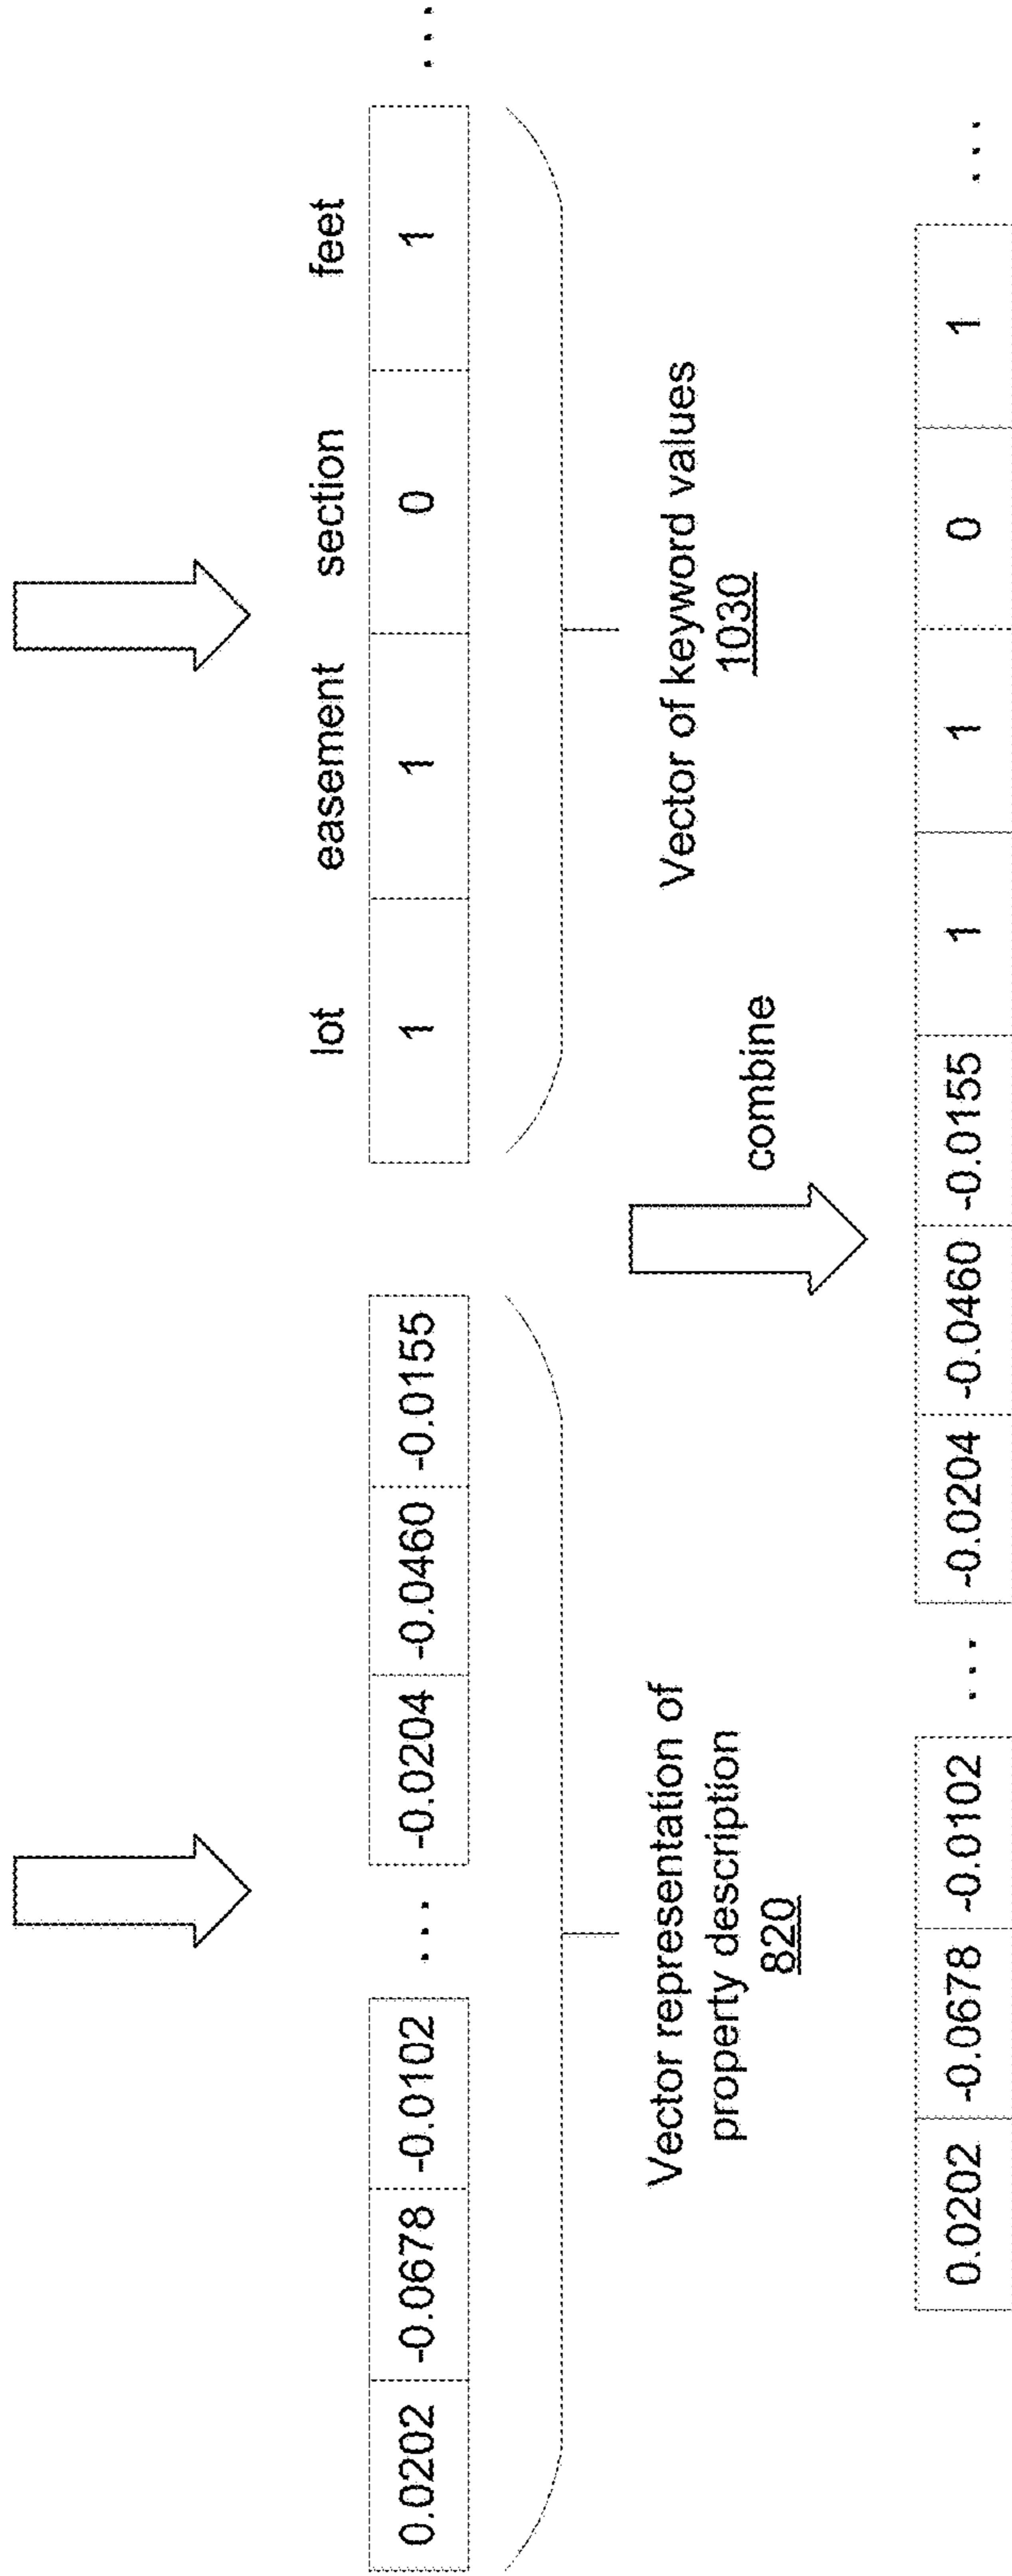 lot easement section feet
0.0202 -0.0678 -0.0102 ... -0.0204 -0.0460 -0.0155 1 1 0 1 ...
Vector representation of
property description
820
Vector of keyword values
1030
combine
0.0202 -0.0678 -0.0102 ... -0.0204 -0.0460 -0.0155 1 1 0 1 ...